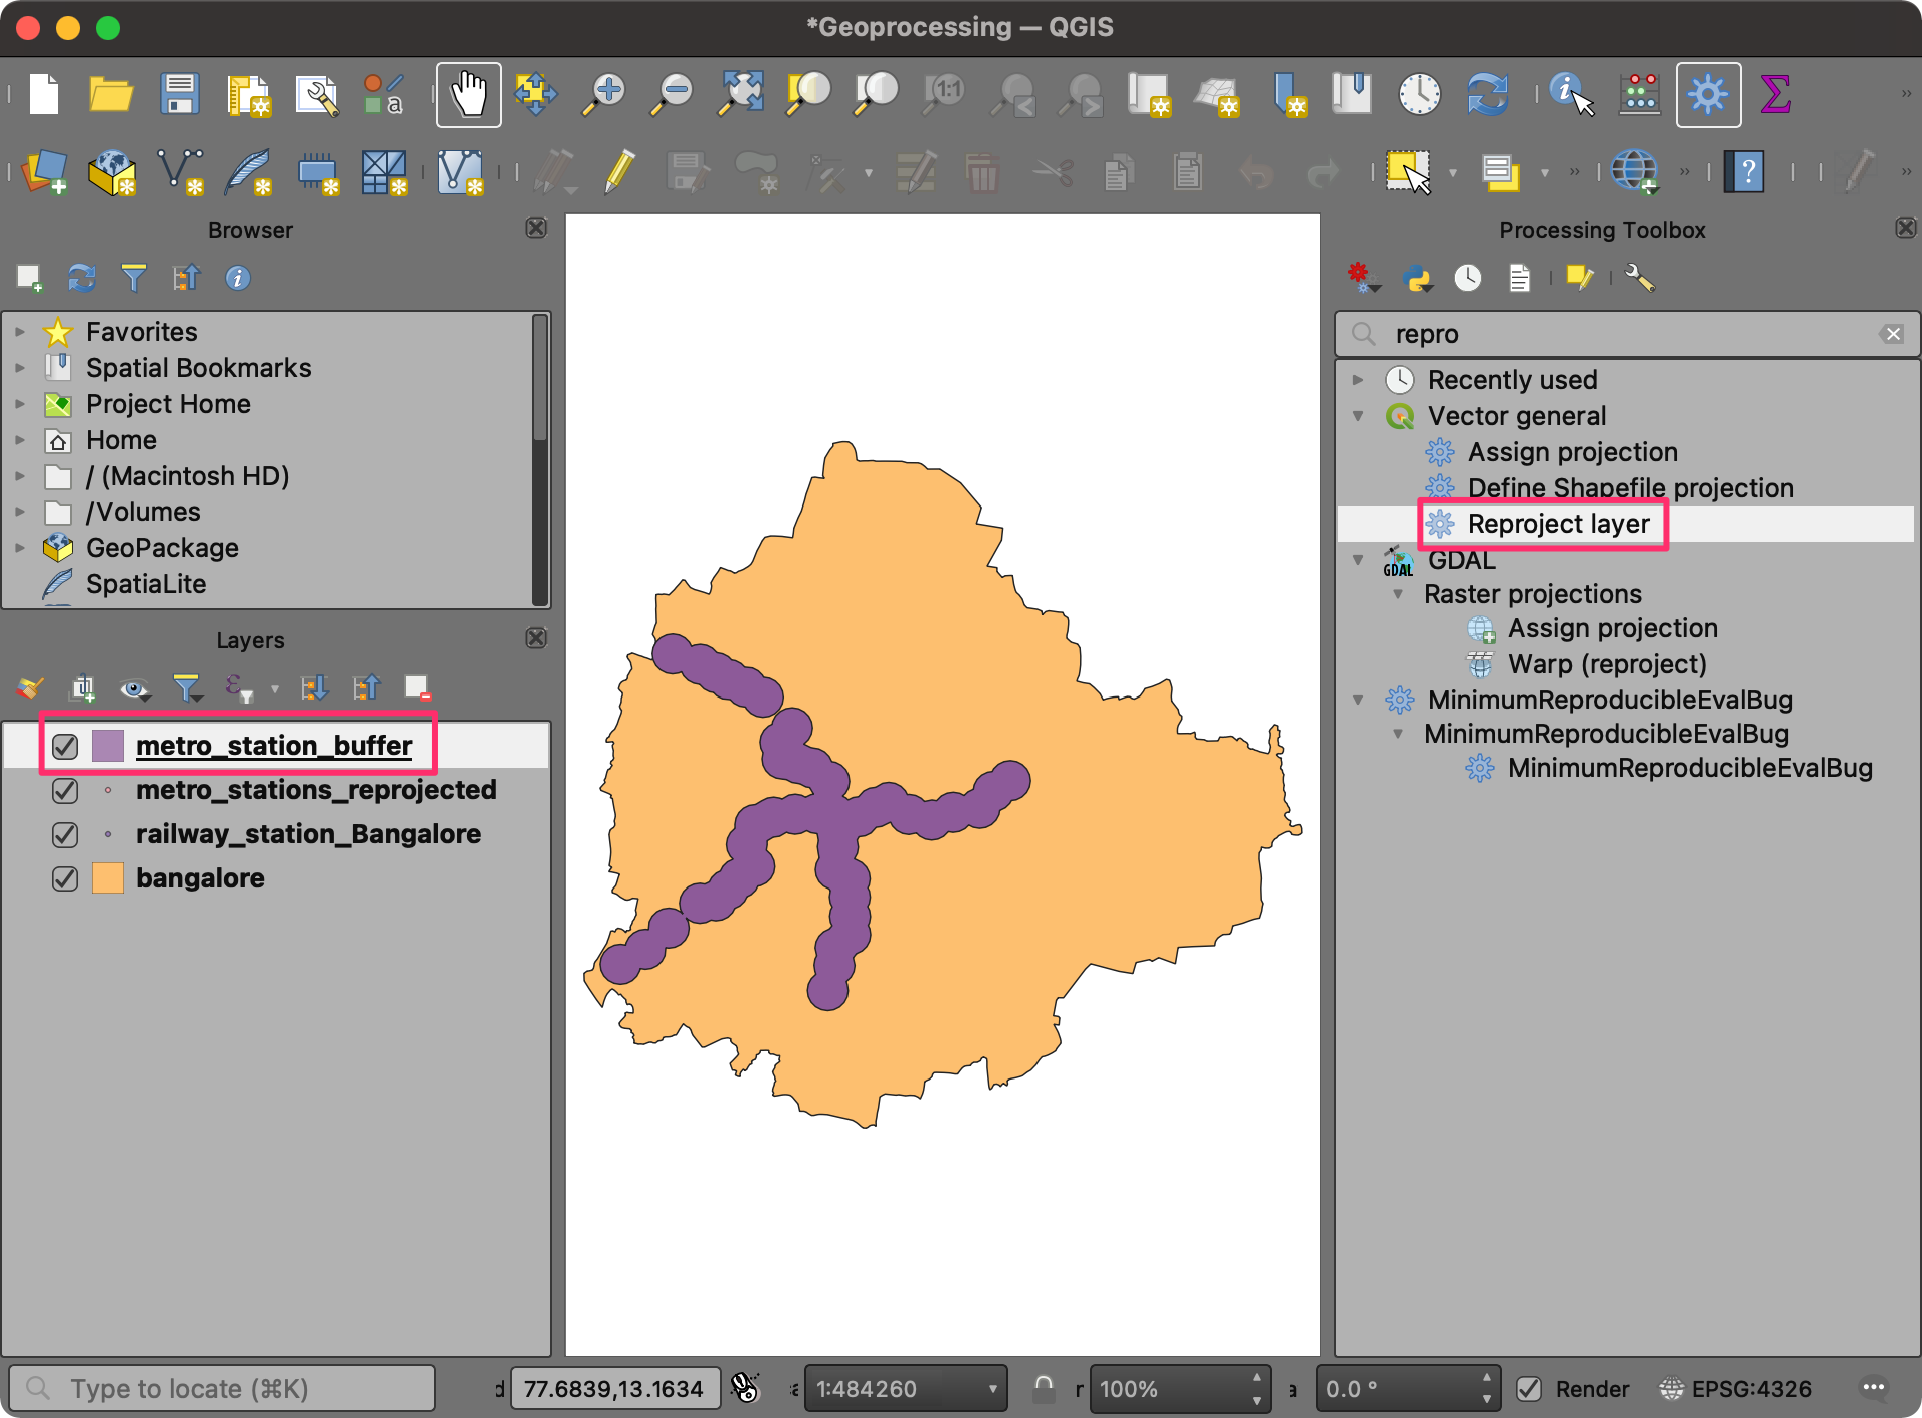 *Geoprocessing — QGIS
a
1:1
Σ
?
Browser
Favorites
Spatial Bookmarks
Project Home
Home
/ (Macintosh HD)
/Volumes
GeoPackage
SpatiaLite
Layers
metro_station_buffer
metro_stations_reprojected
railway_station_Bangalore
bangalore
Processing Toolbox
repro
Recently used
Vector general
Assign projection
Define Shapefile projection
Reproject layer
GDAL
GDAL
Raster projections
Assign projection
Warp (reproject)
MinimumReproducibleEvalBug
MinimumReproducibleEvalBug
MinimumReproducibleEvalBug
Type to locate (⌘K)
77.6839,13.1634
1:484260
r
100%
a
0.0 °
Render
EPSG:4326